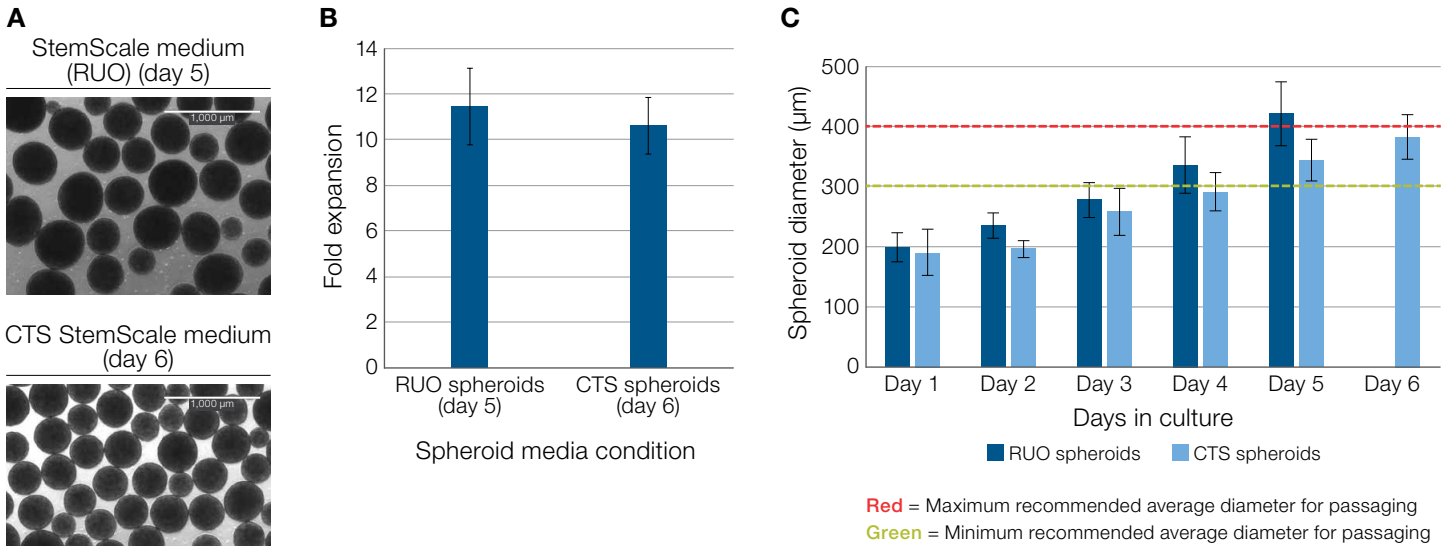 A
StemScale medium
(RUO) (day 5)
1,000 µm
CTS StemScale medium
(day 6)
1,000 µm
B
14
12
10
8
6
4
2
0
Fold expansion
RUO spheroids
(day 5)
CTS spheroids
(day 6)
Spheroid media condition
C
500
400
300
200
100
0
Spheroid diameter (µm)
Day 1
Day 2
Day 3
Day 4
Day 5
Day 6
Days in culture
RUO spheroids
CTS spheroids
Red = Maximum recommended average diameter for passaging
Green = Minimum recommended average diameter for passaging